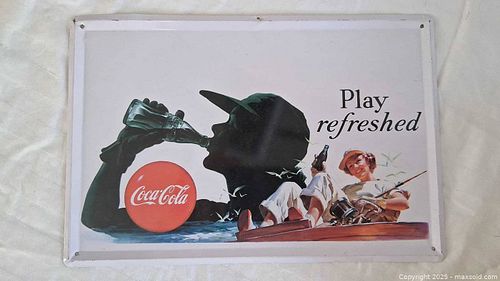 Play
refreshed
Coca-Cola
Copyright 2025 - maxsold.com